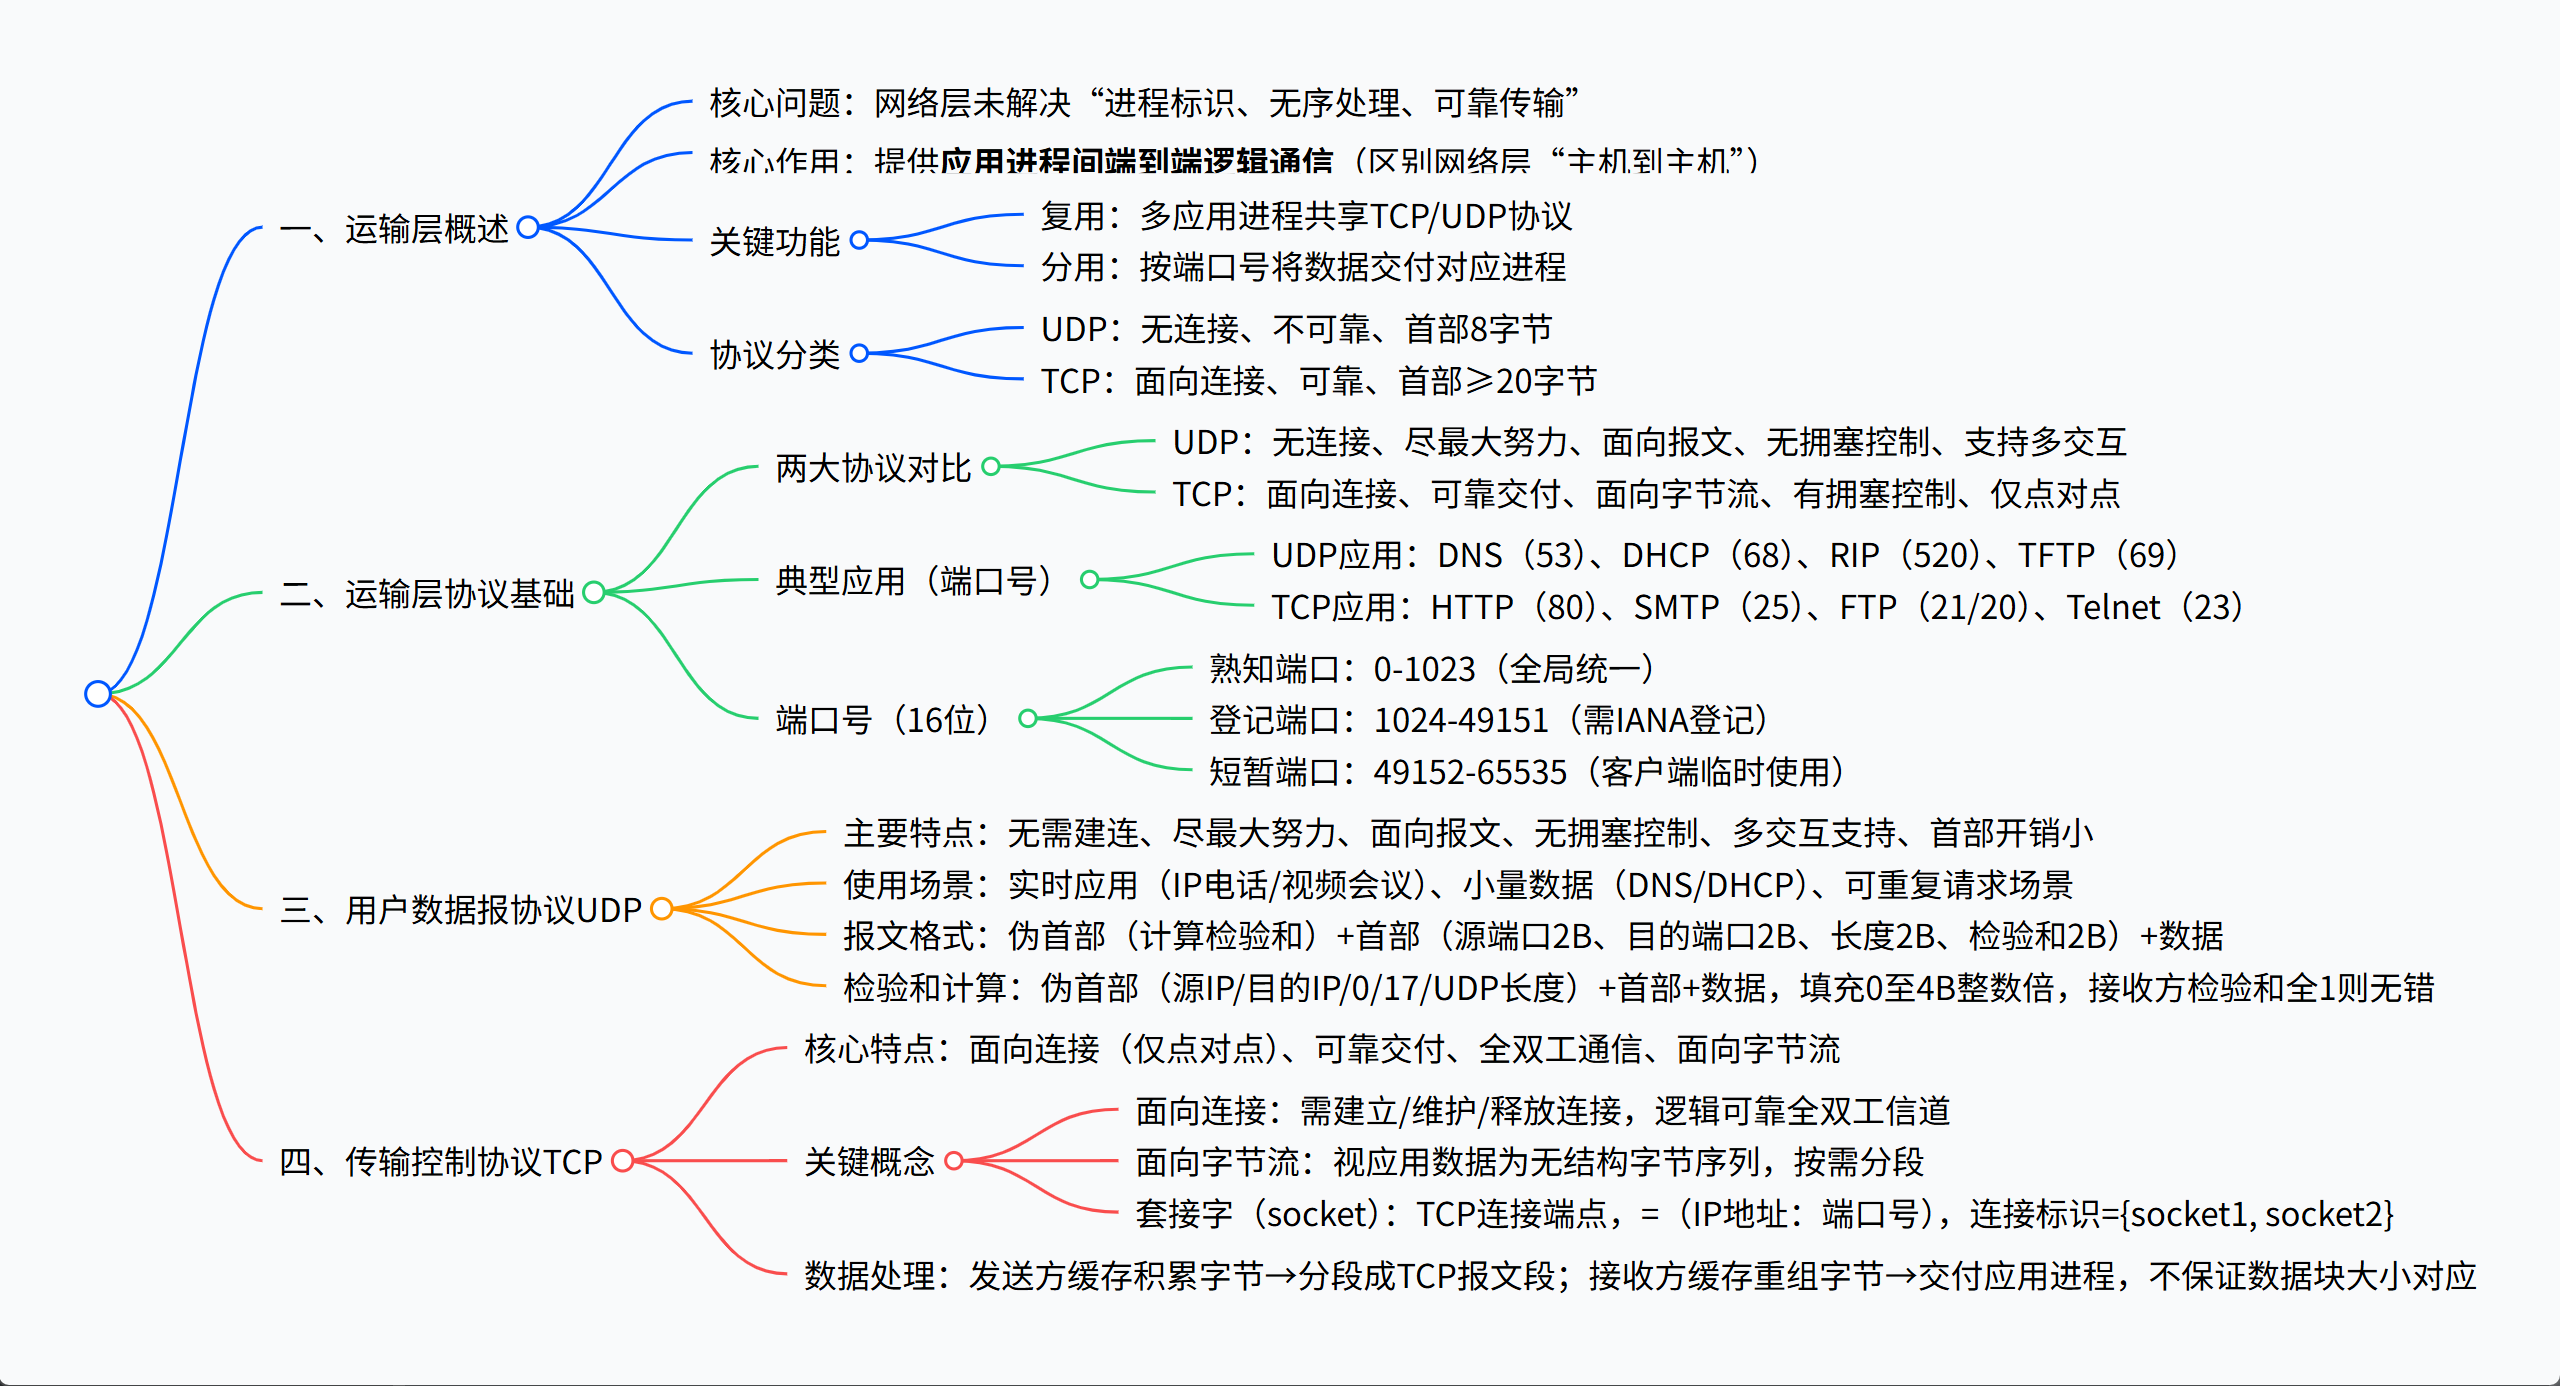 一、运输层概述
核心问题：网络层未解决“进程标识、无序处理、可靠传输”
核心作用：提供应用进程间端到端逻辑通信（区别网络层“主机到主机”）
关键功能
复用：多应用进程共享TCP/UDP协议
分用：按端口号将数据交付对应进程
协议分类
UDP：无连接、不可靠、首部8字节
TCP：面向连接、可靠、首部≥20字节
二、运输层协议基础
两大协议对比
UDP：无连接、尽最大努力、面向报文、无拥塞控制、支持多交互
TCP：面向连接、可靠交付、面向字节流、有拥塞控制、仅点对点
典型应用（端口号）
UDP应用：DNS（53）、DHCP（68）、RIP（520）、TFTP（69）
TCP应用：HTTP（80）、SMTP（25）、FTP（21/20）、Telnet（23）
端口号（16位）
熟知端口：0-1023（全局统一）
登记端口：1024-49151（需IANA登记）
短暂端口：49152-65535（客户端临时使用）
三、用户数据报协议UDP
主要特点：无需建连、尽最大努力、面向报文、无拥塞控制、多交互支持、首部开销小
使用场景：实时应用（IP电话/视频会议）、小量数据（DNS/DHCP）、可重复请求场景
报文格式：伪首部（计算检验和）+首部（源端口2B、目的端口2B、长度2B、检验和2B）+数据
检验和计算：伪首部（源IP/目的IP/0/17/UDP长度）+首部+数据，填充0至4B整数倍，接收方检验和全1则无错
四、传输控制协议TCP
核心特点：面向连接（仅点对点）、可靠交付、全双工通信、面向字节流
关键概念
面向连接：需建立/维护/释放连接，逻辑可靠全双工信道
面向字节流：视应用数据为无结构字节序列，按需分段
套接字（socket）：TCP连接端点，=（IP地址：端口号），连接标识={socket1, socket2}
数据处理：发送方缓存积累字节→分段成TCP报文段；接收方缓存重组字节→交付应用进程，不保证数据块大小对应